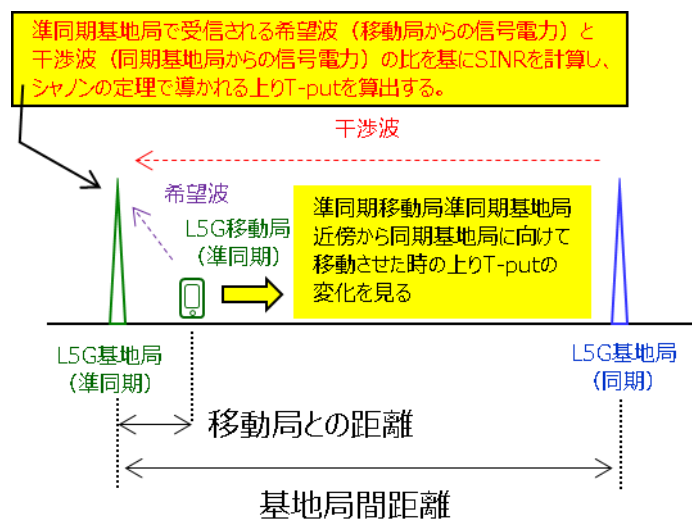 準同期基地局で受信される希望波（移動局からの信号電力）と
干渉波（同期基地局からの信号電力）の比を基にSINRを計算し、
シャノンの定理で導かれる上りT-putを算出する。
干渉波
希望波
L5G移動局
（準同期）
準同期移動局準同期基地局
近傍から同期基地局に向けて
移動させた時の上りT-putの
変化を見る
L5G基地局
（準同期）
L5G基地局
（同期）
移動局との距離
基地局間距離